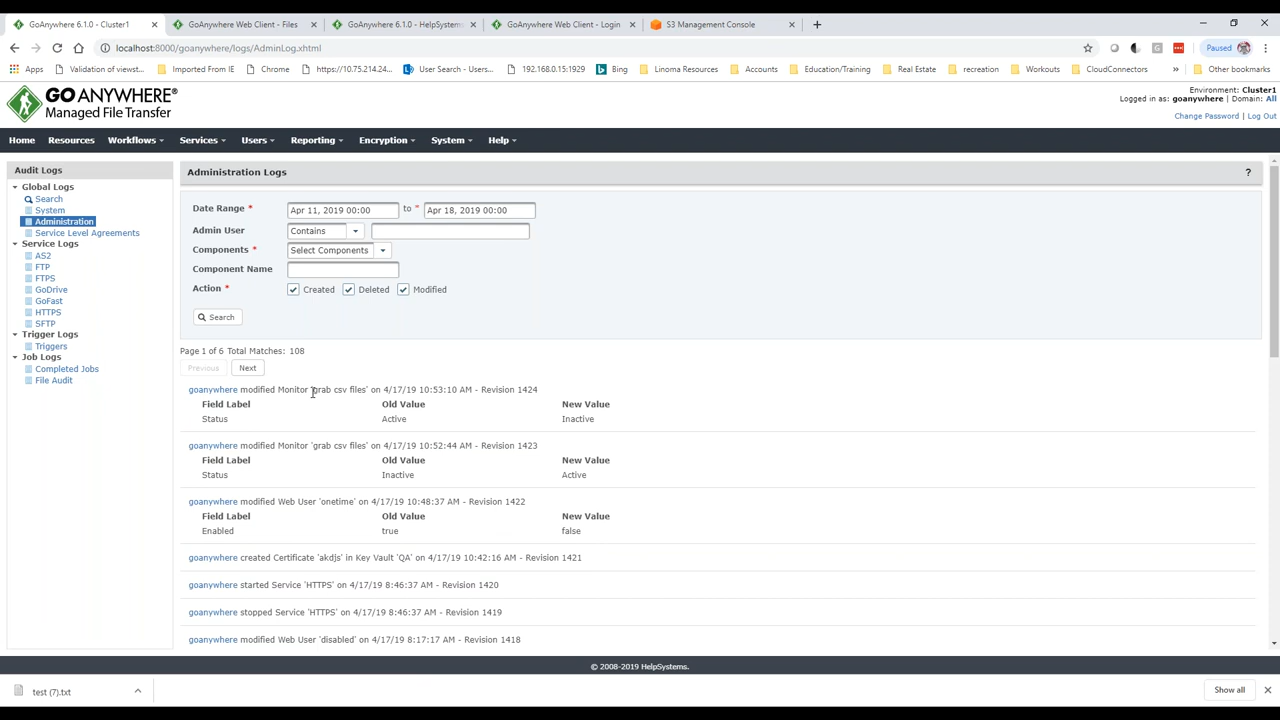 GoAnywhere 6.1.0 - Cluster1
GoAnywhere Web Client - Files
GoAnywhere 6.1.0 - HelpSystems
GoAnywhere Web Client - Login
S3 Management Console
localhost:8000/goanywhere/logs/AdminLog.xhtml
Paused
Apps
Validation of viewst...
Imported From IE
Chrome
https://10.75.214.24...
User Search - Users...
192.168.0.15:1929
Bing
Linoma Resources
Accounts
Education/Training
Real Estate
recreation
Workouts
CloudConnectors
»
Other bookmarks
GOANYWHERE®
Managed File Transfer
Environment: Cluster1
Logged in as: goanywhere | Domain: All
Change Password | Log Out
Home Resources Workflows Services Users Reporting Encryption System Help
Audit Logs
Global Logs
Search
System
Administration
Service Level Agreements
Service Logs
AS2
FTP
FTPS
GoDrive
GoFast
HTTPS
SFTP
Trigger Logs
Triggers
Job Logs
Completed Jobs
File Audit
Administration Logs
?
Date Range * Apr 11, 2019 00:00 to * Apr 18, 2019 00:00
Admin User Contains
Components * Select Components
Component Name
Action * Created Deleted Modified
Search
Page 1 of 6 Total Matches: 108
Previous Next
goanywhere modified Monitor 'grab csv files' on 4/17/19 10:53:10 AM - Revision 1424
Field Label Old Value New Value
Status Active Inactive
goanywhere modified Monitor 'grab csv files' on 4/17/19 10:52:44 AM - Revision 1423
Field Label Old Value New Value
Status Inactive Active
goanywhere modified Web User 'onetime' on 4/17/19 10:48:37 AM - Revision 1422
Field Label Old Value New Value
Enabled true false
goanywhere created Certificate 'akdjs' in Key Vault 'QA' on 4/17/19 10:42:16 AM - Revision 1421
goanywhere started Service 'HTTPS' on 4/17/19 8:46:37 AM - Revision 1420
goanywhere stopped Service 'HTTPS' on 4/17/19 8:46:37 AM - Revision 1419
goanywhere modified Web User 'disabled' on 4/17/19 8:17:17 AM - Revision 1418
© 2008-2019 HelpSystems.
test (7).txt
Show all